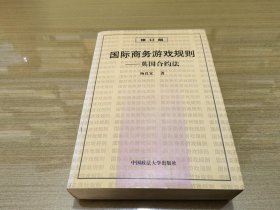 修订版
国际商务游戏规则
——英国合约法
杨良宜 著
中国政法大学出版社